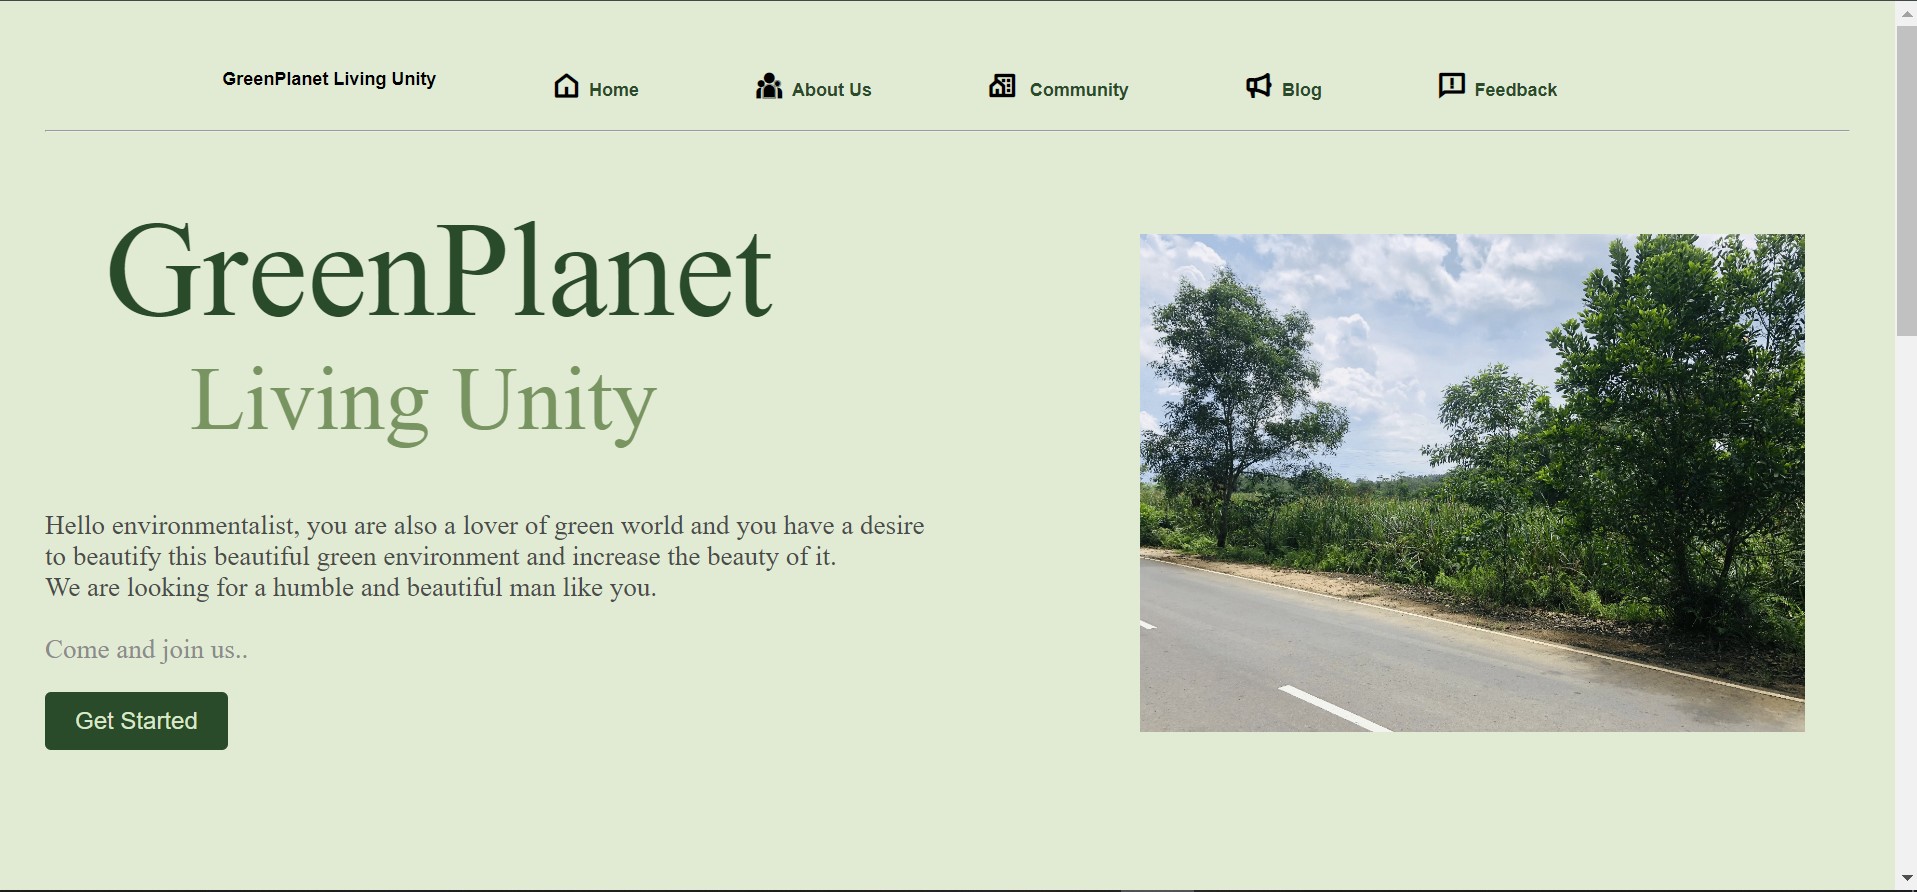 GreenPlanet Living Unity
Home
About Us
Community
Blog
Feedback
GreenPlanet
Living Unity
Hello environmentalist, you are also a lover of green world and you have a desire
to beautify this beautiful green environment and increase the beauty of it.
We are looking for a humble and beautiful man like you.
Come and join us..
Get Started